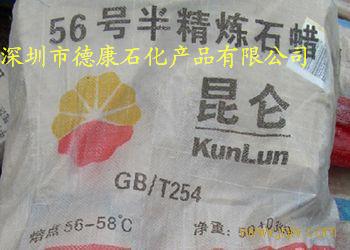 56号半精炼石蜡
深圳市德康石化产品有限公司
昆仑
KunLun
GB/T254
熔点56-58℃
净重:50